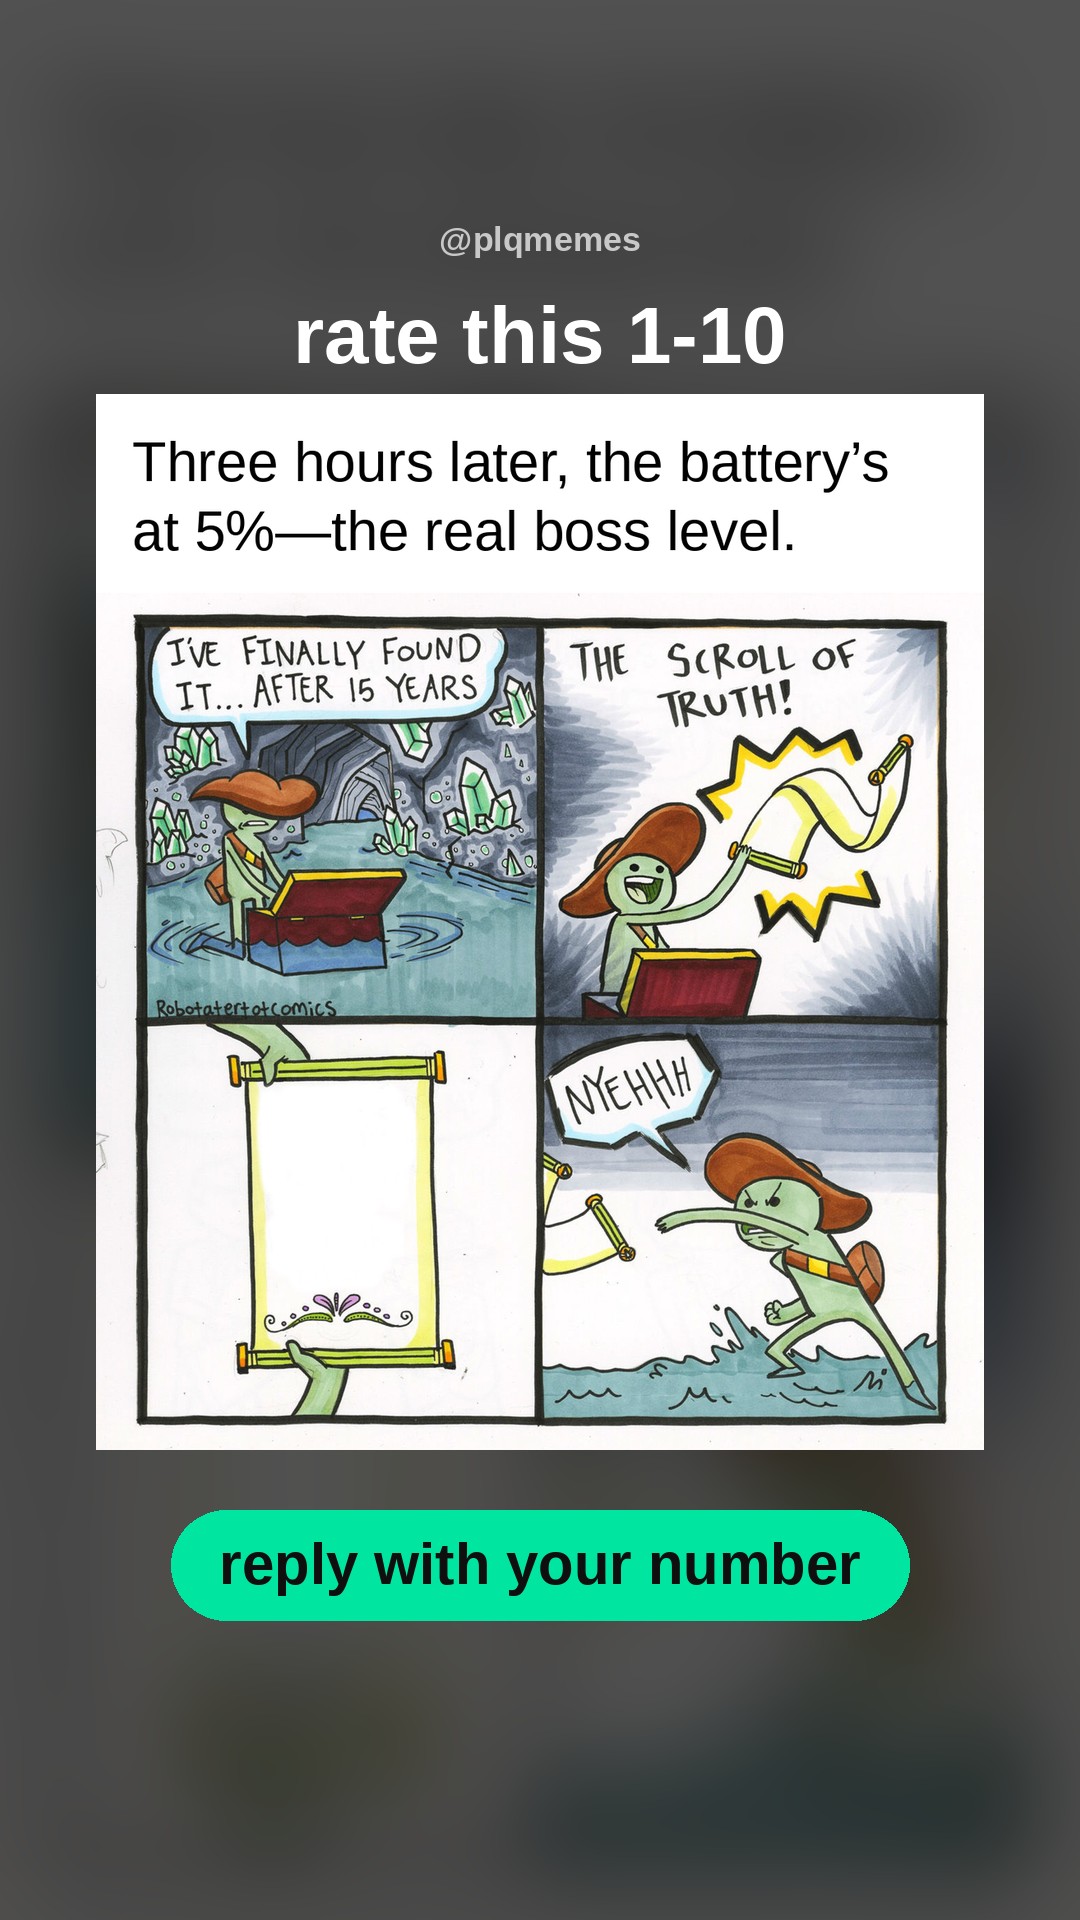 @plqmemes
rate this 1-10
Three hours later, the battery’s
at 5%—the real boss level.
I'VE FINALLY FOUND
IT... AFTER 15 YEARS
THE SCROLL OF
TRUTH!
Robotatertotcomics
NYEHHH
reply with your number